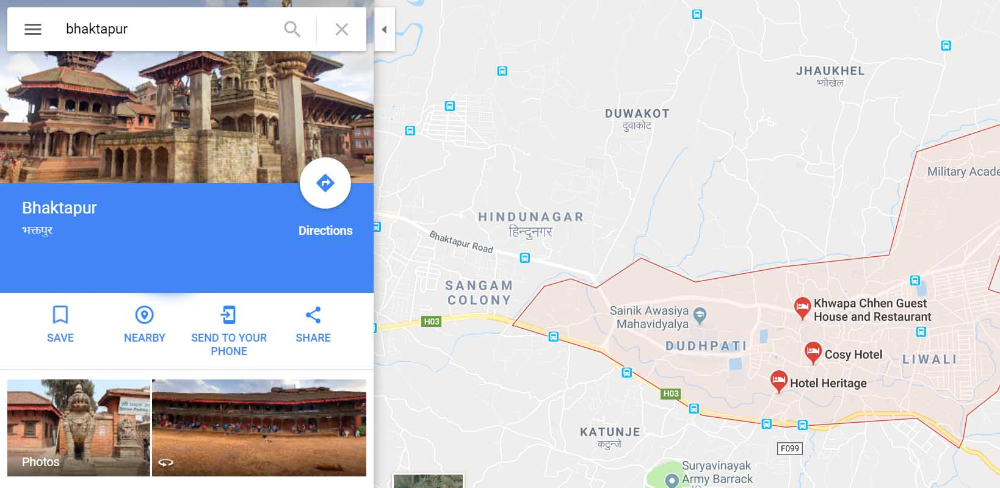 bhaktapur
Bhaktapur
भक्तपुर
Directions
SAVE
NEARBY
SEND TO YOUR
PHONE
SHARE
Photos
JHAUKHEL
झौखेल
DUWAKOT
दुवाकोट
Military Acade
HINDUNAGAR
हिन्दुनगर
Bhaktapur Road
SANGAM
COLONY
H03
Sainik Awasiya
Mahavidyalya
Khwapa Chhen Guest
House and Restaurant
DUDHPATI
Cosy Hotel
LIWALI
Hotel Heritage
H03
KATUNJE
कटुन्जे
F099
Suryavinayak
Army Barrack